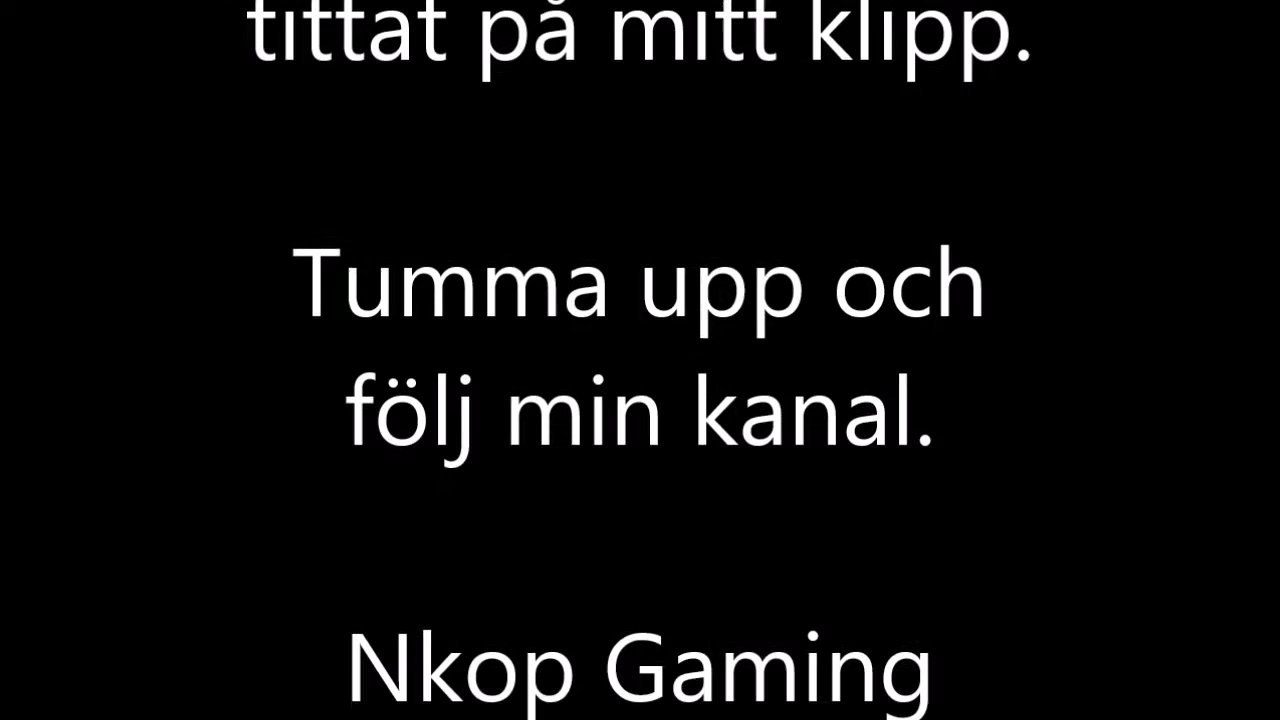 tittat på mitt klipp.
Tumma upp och
följ min kanal.
Nkop Gaming